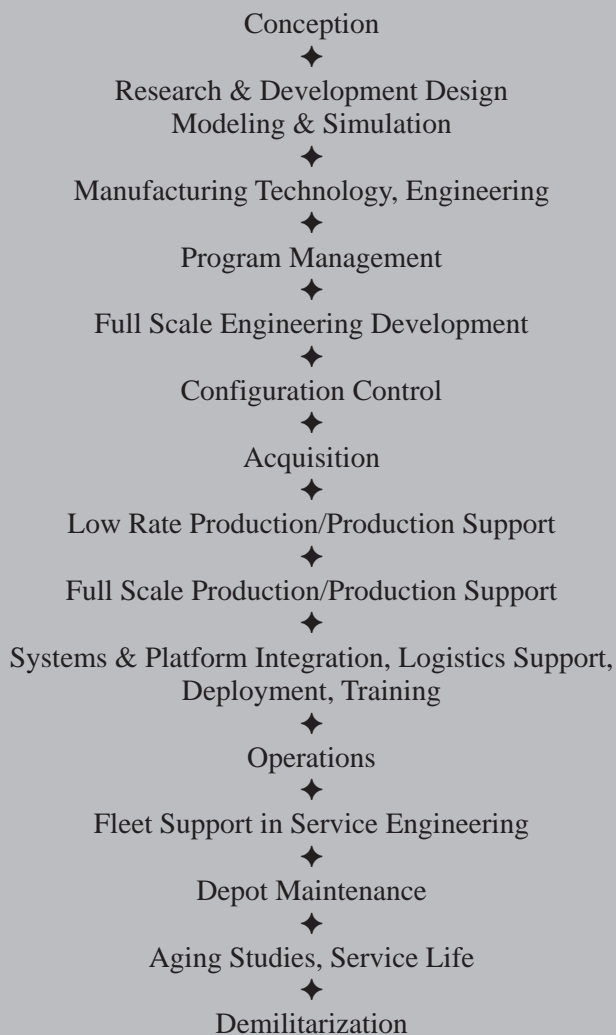 Conception
Research & Development Design
Modeling & Simulation
Manufacturing Technology, Engineering
Program Management
Full Scale Engineering Development
Configuration Control
Acquisition
Low Rate Production/Production Support
Full Scale Production/Production Support
Systems & Platform Integration, Logistics Support,
Deployment, Training
Operations
Fleet Support in Service Engineering
Depot Maintenance
Aging Studies, Service Life
Demilitarization